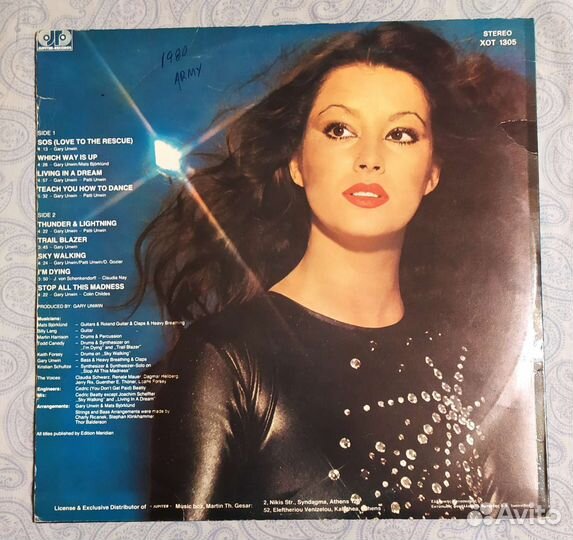 JUPITER-RECORDS
STEREO
XOT 1305
1980
ARMY
SIDE 1
SOS (LOVE TO THE RESCUE)
4:13 - Gary Unwin
WHICH WAY IS UP
4:26 - Gary Unwin/Mats Björklund
LIVING IN A DREAM
4:57 - Gary Unwin - Patti Unwin
TEACH YOU HOW TO DANCE
5:32 - Gary Unwin - Patti Unwin
SIDE 2
THUNDER & LIGHTNING
4:22 - Gary Unwin - Patti Unwin
TRAIL BLAZER
3:45 - Gary Unwin
SKY WALKING
4:24 - Gary Unwin/Patti Unwin/D. Gozier
I'M DYING
3:50 - J. von Schenkendorff - Claudia Nay
STOP ALL THIS MADNESS
4:22 - Gary Unwin - Colin Childes
PRODUCED BY: GARY UNWIN
Musicians:
Mats Björklund - Guitars & Roland Guitar & Claps & Heavy Breathing
Billy Lang - Guitar
Martin Harrison - Drums & Percussion
Todd Canedy - Drums & Synthesizer on
„I'm Dying" and „Trail Blazer"
Keith Forsey - Drums on „Sky Walking"
Gary Unwin - Bass & Heavy Breathing & Claps
Kristian Schultze - Synthesizer & Synthesizer-Solo on
„Stop All this Madness"
The Voices: Claudia Schwarz, Renate Mauer, Dagmar Hellberg,
Jerry Rix, Guenther E. Thöner, Loans Forsey
Engineers: Cedric (You Don't Get Paid) Beatty
Mix: Cedric Beatty except Joachim Scheffler
„Sky Walking" and „Living In A Dream"
Arrangements: Gary Unwin & Mats Björklund
Strings and Bass Arrangements were made by
Charly Ricanek, Stephan Klinkhammer
Thor Balderson
All titles published by Edition Meridian
License & Exclusive Distributor of - JUPITER - Music box, Martin Th. Gesar:
2, Nikis Str., Syndagma, Athens
52, Eleftheriou Venizelou, Kallithea, Athens
Avito